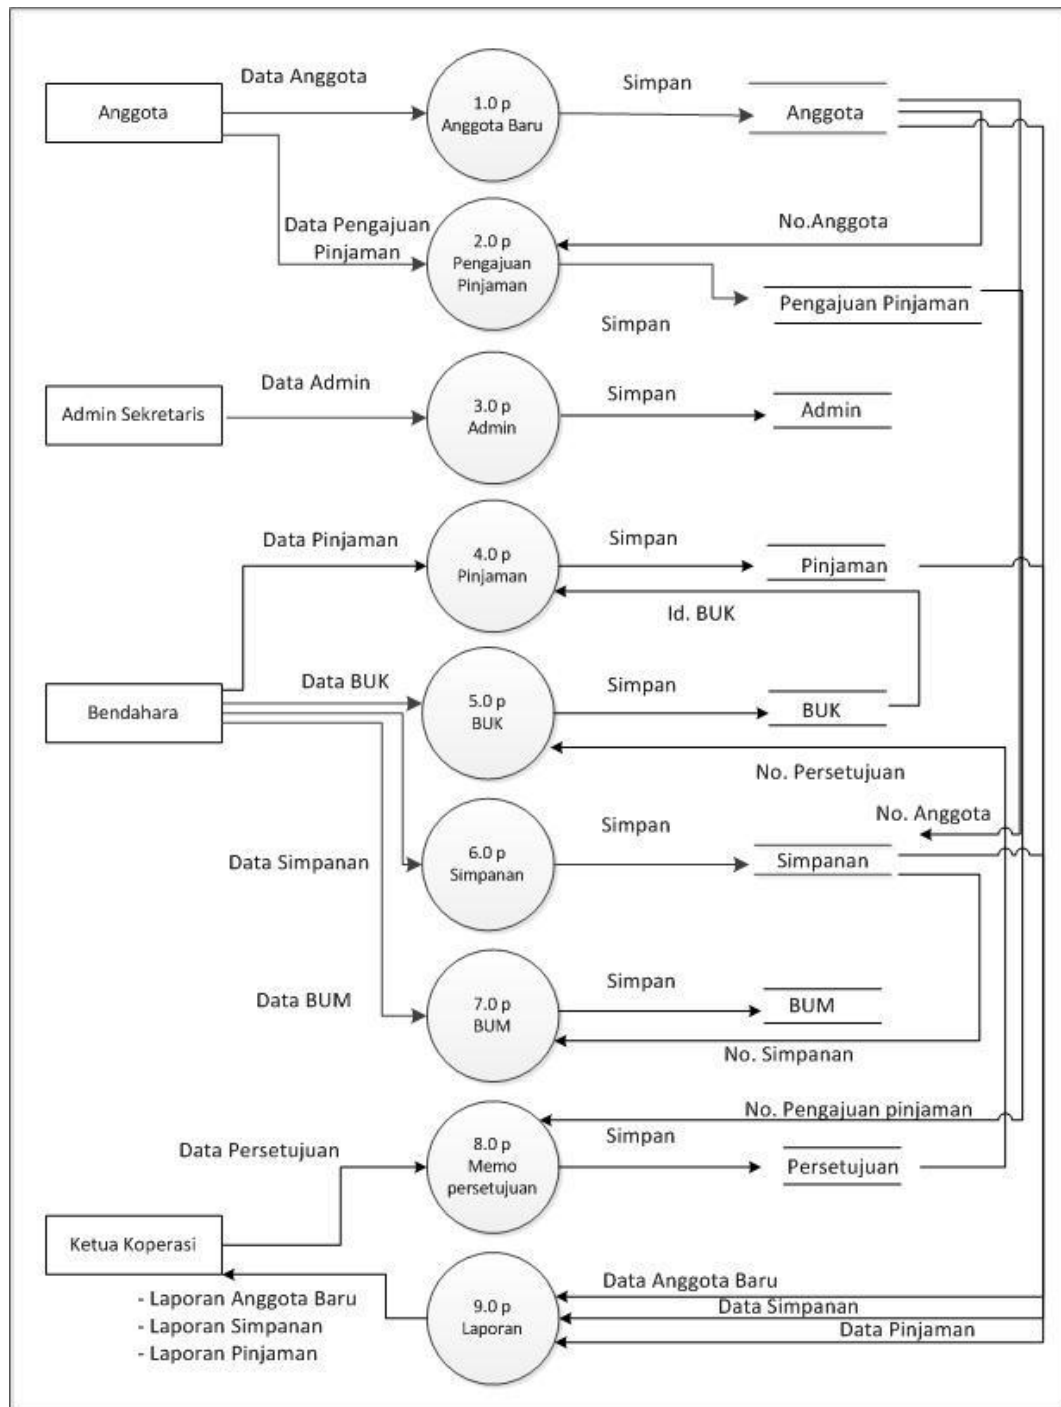 Data Anggota
Simpan
Anggota
1.0 p
Anggota Baru
Anggota
Data Pengajuan
Pinjaman
No.Anggota
2.0 p
Pengajuan
Pinjaman
Pengajuan Pinjaman
Simpan
Data Admin
Simpan
Admin Sekretaris
3.0 p
Admin
Admin
Data Pinjaman
Simpan
4.0 p
Pinjaman
Pinjaman
Id. BUK
Data BUK
Simpan
Bendahara
5.0 p
BUK
BUK
No. Persetujuan
No. Anggota
Simpan
Data Simpanan
6.0 p
Simpanan
Simpanan
Simpan
Data BUM
7.0 p
BUM
BUM
No. Simpanan
No. Pengajuan pinjaman
Simpan
Data Persetujuan
8.0 p
Memo
persetujuan
Persetujuan
Ketua Koperasi
Data Anggota Baru
- Laporan Anggota Baru
Data Simpanan
- Laporan Simpanan
9.0 p
Laporan
Data Pinjaman
- Laporan Pinjaman